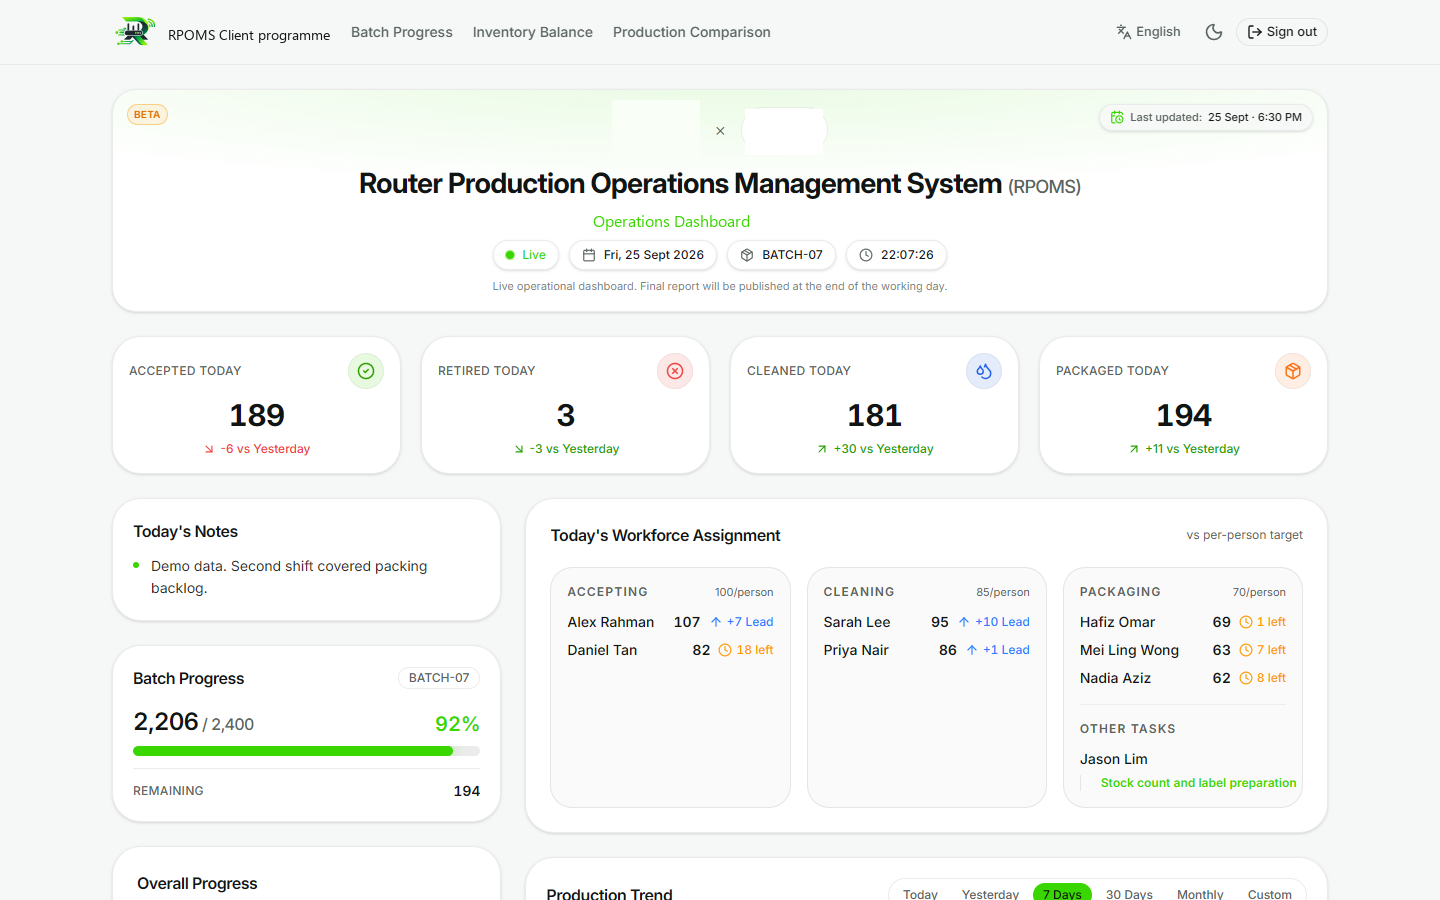 RPOMS Client programme
Batch Progress
Inventory Balance
Production Comparison
English
Sign out
BETA
×
Last updated: 25 Sept · 6:30 PM
Router Production Operations Management System (RPOMS)
Operations Dashboard
Live
Fri, 25 Sept 2026
BATCH-07
22:07:26
Live operational dashboard. Final report will be published at the end of the working day.
ACCEPTED TODAY
189
-6 vs Yesterday
RETIRED TODAY
3
-3 vs Yesterday
CLEANED TODAY
181
+30 vs Yesterday
PACKAGED TODAY
194
+11 vs Yesterday
Today's Notes
Demo data. Second shift covered packing
backlog.
Batch Progress
BATCH-07
2,206 / 2,400
92%
REMAINING
194
Overall Progress
Today's Workforce Assignment
vs per-person target
ACCEPTING
100/person
Alex Rahman 107 +7 Lead
Daniel Tan 82 18 left
CLEANING
85/person
Sarah Lee 95 +10 Lead
Priya Nair 86 +1 Lead
PACKAGING
70/person
Hafiz Omar 69 1 left
Mei Ling Wong 63 7 left
Nadia Aziz 62 8 left
OTHER TASKS
Jason Lim
Stock count and label preparation
Production Trend
Today
Yesterday
7 Days
30 Days
Monthly
Custom